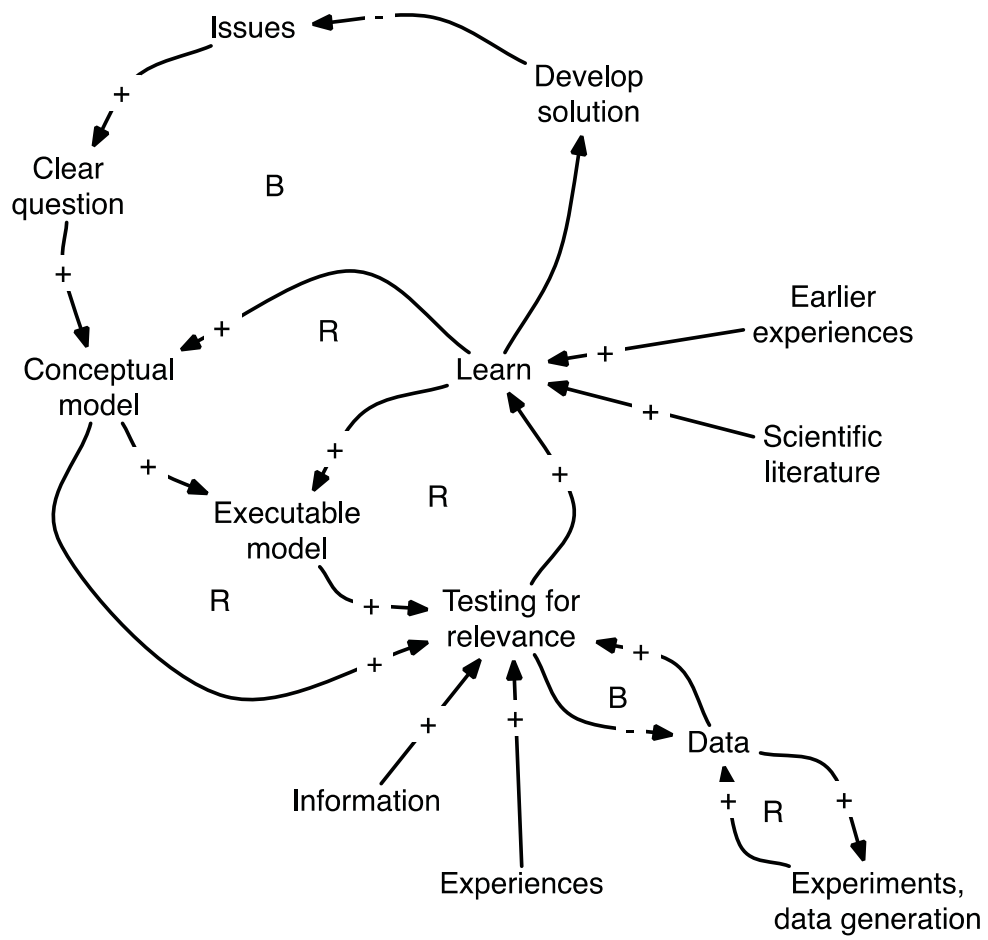 Issues
-
Develop
solution
+
Clear
question
B
+
Earlier
experiences
+
R
+
Conceptual
model
Learn
+
Scientific
literature
+
+
+
R
Executable
model
R
+
Testing for
relevance
+
+
B
-
Data
+
+
Information
+
R
+
Experiences
Experiments,
data generation